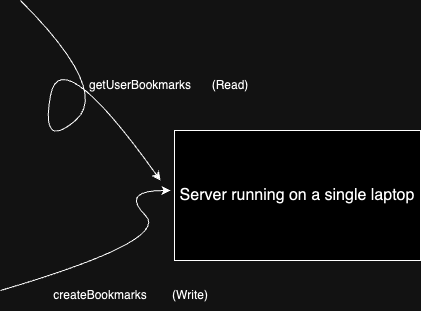 getUserBookmarks (Read)
Server running on a single laptop
createBookmarks (Write)